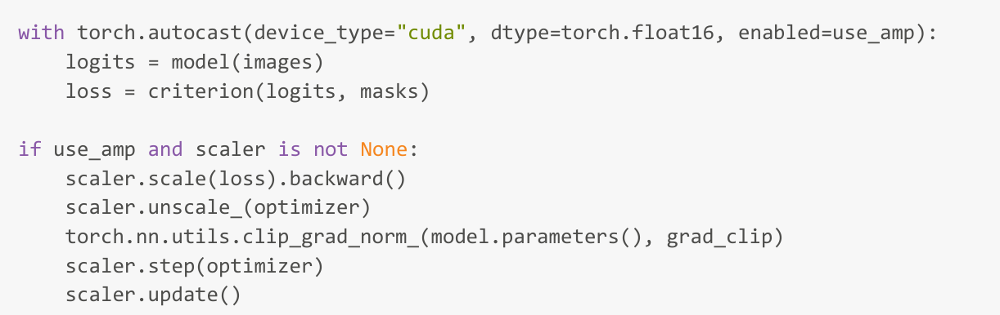 with torch.autocast(device_type="cuda", dtype=torch.float16, enabled=use_amp):
    logits = model(images)
    loss = criterion(logits, masks)

if use_amp and scaler is not None:
    scaler.scale(loss).backward()
    scaler.unscale_(optimizer)
    torch.nn.utils.clip_grad_norm_(model.parameters(), grad_clip)
    scaler.step(optimizer)
    scaler.update()